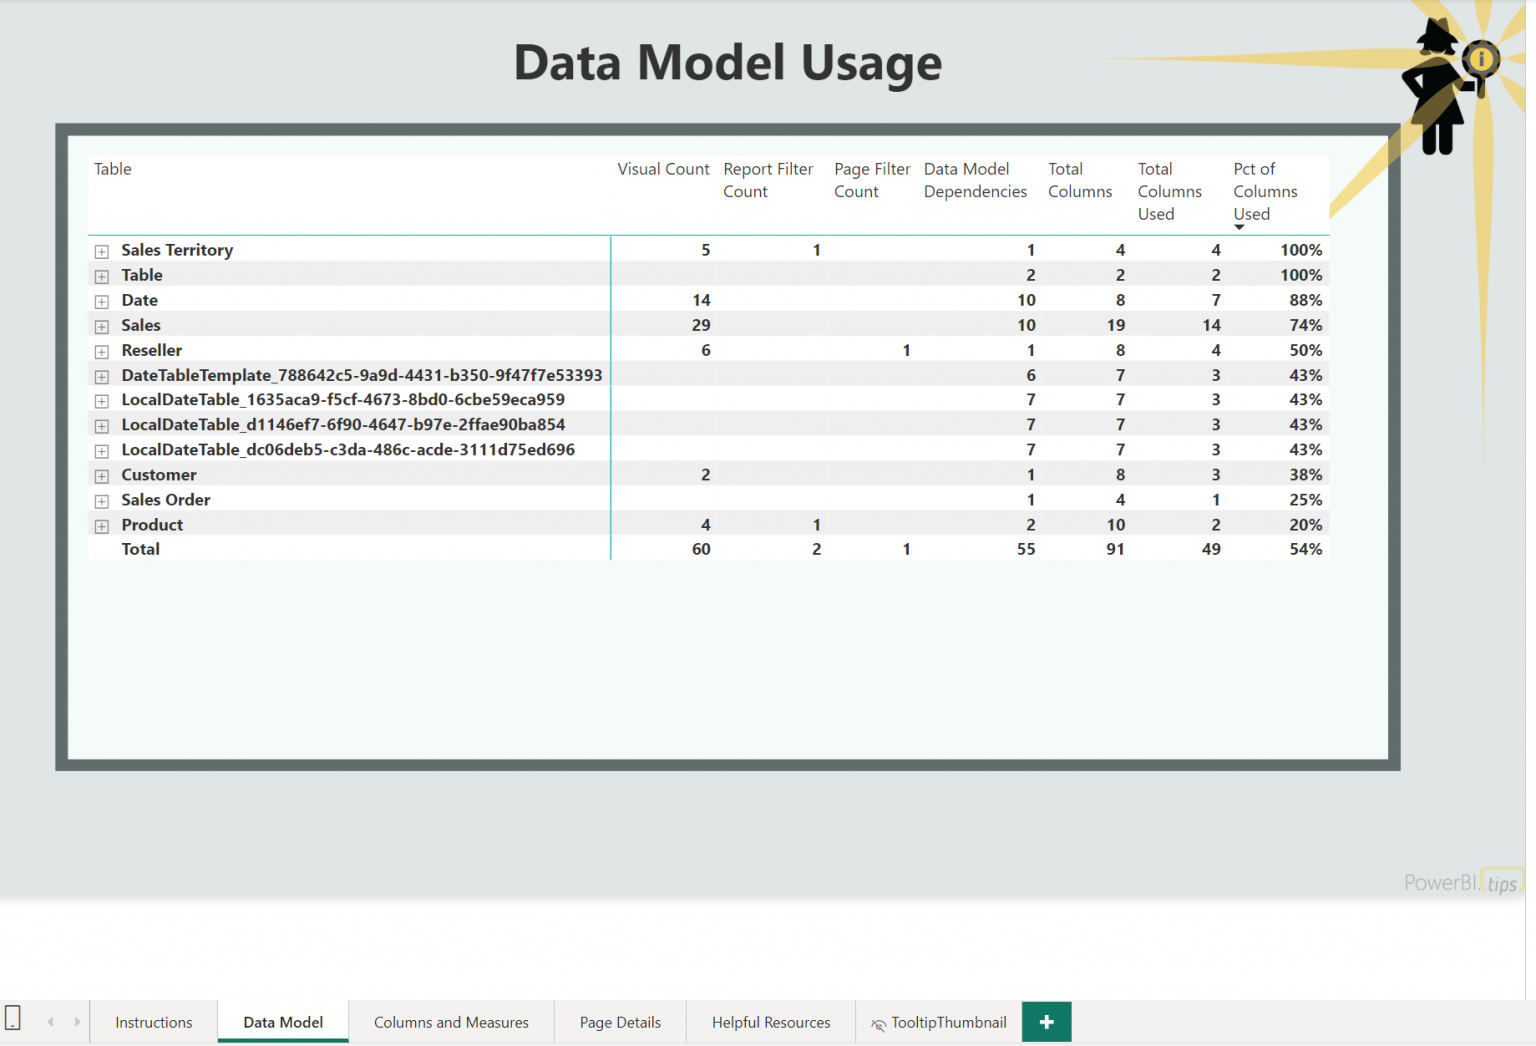 Data Model Usage
i
Table Visual Count Report Filter Count Page Filter Count Data Model Dependencies Total Columns Total Columns Used Pct of Columns Used
Sales Territory 5 1 1 4 4 100%
Table 2 2 2 100%
Date 14 10 8 7 88%
Sales 29 10 19 14 74%
Reseller 6 1 1 8 4 50%
DateTableTemplate_788642c5-9a9d-4431-b350-9f47f7e53393 6 7 3 43%
LocalDateTable_1635aca9-f5cf-4673-8bd0-6cbe59eca959 7 7 3 43%
LocalDateTable_d1146ef7-6f90-4647-b97e-2ffae90ba854 7 7 3 43%
LocalDateTable_dc06deb5-c3da-486c-acde-3111d75ed696 7 7 3 43%
Customer 2 1 8 3 38%
Sales Order 1 4 1 25%
Product 4 1 2 10 2 20%
Total 60 2 1 55 91 49 54%
PowerBI.tips
Instructions Data Model Columns and Measures Page Details Helpful Resources TooltipThumbnail +